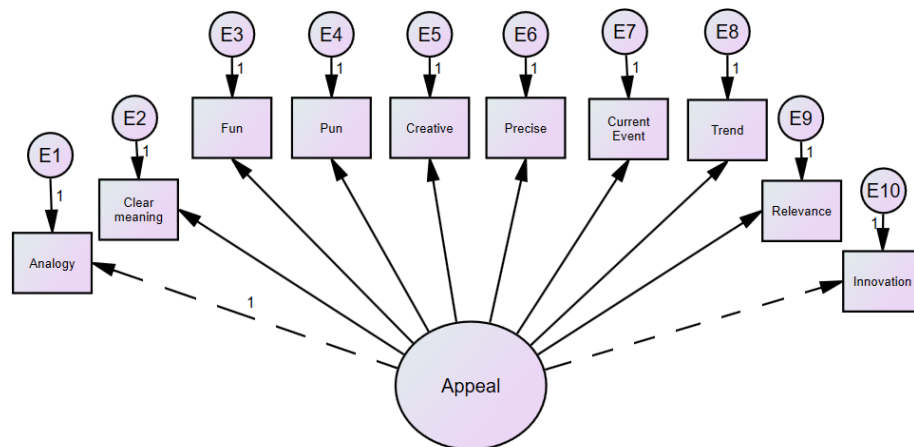 E3
E4
E5
E6
E7
E8
1
1
1
1
1
1
E2
Fun
Pun
Creative
Precise
Current
Event
Trend
E9
1
1
E1
Clear
meaning
Relevance
E10
1
1
Analogy
Innovation
1
Appeal